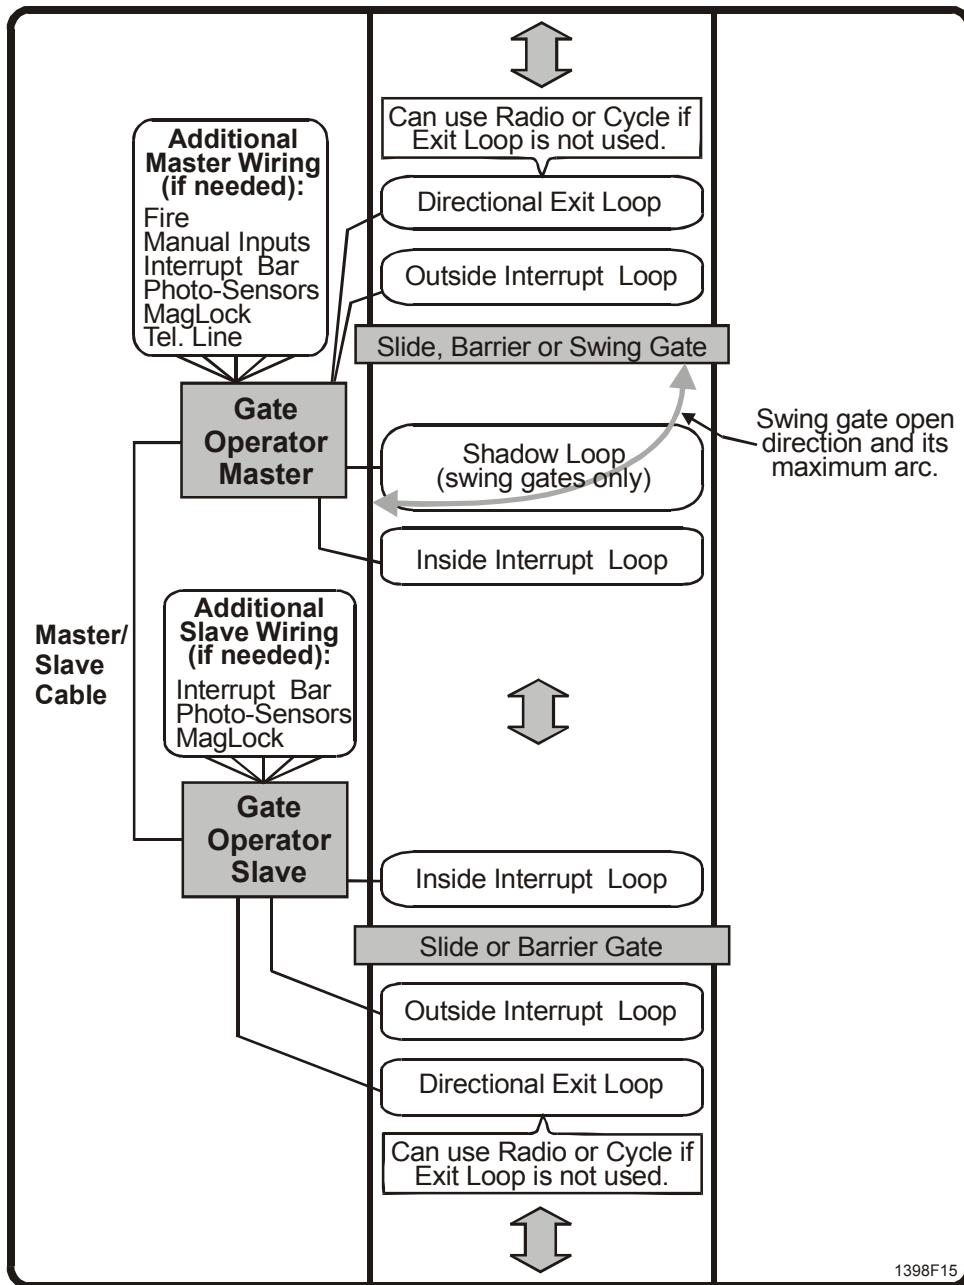 Can use Radio or Cycle if
Exit Loop is not used.
Additional
Master Wiring
(if needed):
Fire
Manual Inputs
Interrupt Bar
Photo-Sensors
MagLock
Tel. Line
Directional Exit Loop
Outside Interrupt Loop
Slide, Barrier or Swing Gate
Gate
Operator
Master
Swing gate open
direction and its
maximum arc.
Shadow Loop
(swing gates only)
Inside Interrupt Loop
Master/
Slave
Cable
Additional
Slave Wiring
(if needed):
Interrupt Bar
Photo-Sensors
MagLock
Gate
Operator
Slave
Inside Interrupt Loop
Slide or Barrier Gate
Outside Interrupt Loop
Directional Exit Loop
Can use Radio or Cycle if
Exit Loop is not used.
1398F15